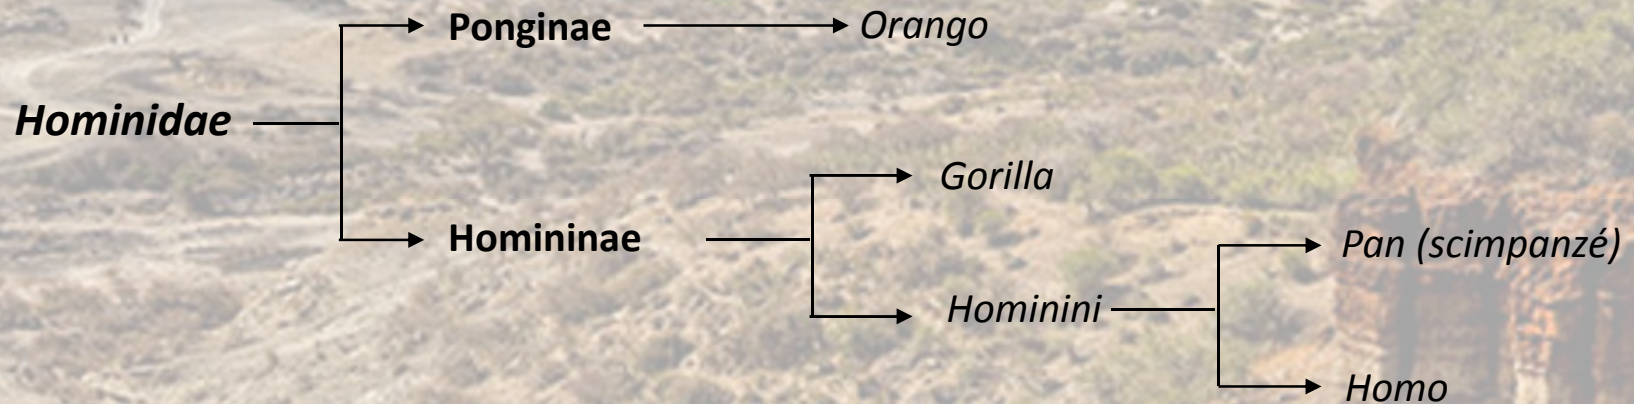 Ponginae
Orango
Hominidae
Gorilla
Homininae
Pan (scimpanzé)
Hominini
Homo